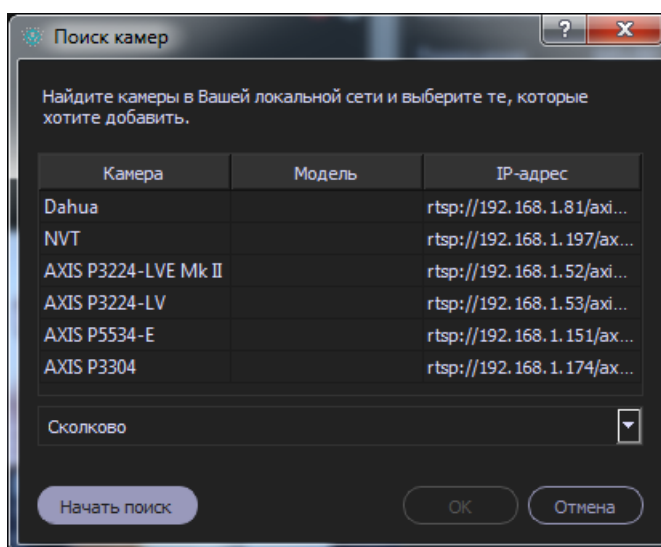 Поиск камер
?
X
Найдите камеры в Вашей локальной сети и выберите те, которые
хотите добавить.
Камера Модель IP-адрес
Dahua rtsp://192.168.1.81/axi...
NVT rtsp://192.168.1.197/ax...
AXIS P3224-LVE Mk II rtsp://192.168.1.52/axi...
AXIS P3224-LV rtsp://192.168.1.53/axi...
AXIS P5534-E rtsp://192.168.1.151/ax...
AXIS P3304 rtsp://192.168.1.174/ax...
Сколково
Начать поиск OK Отмена